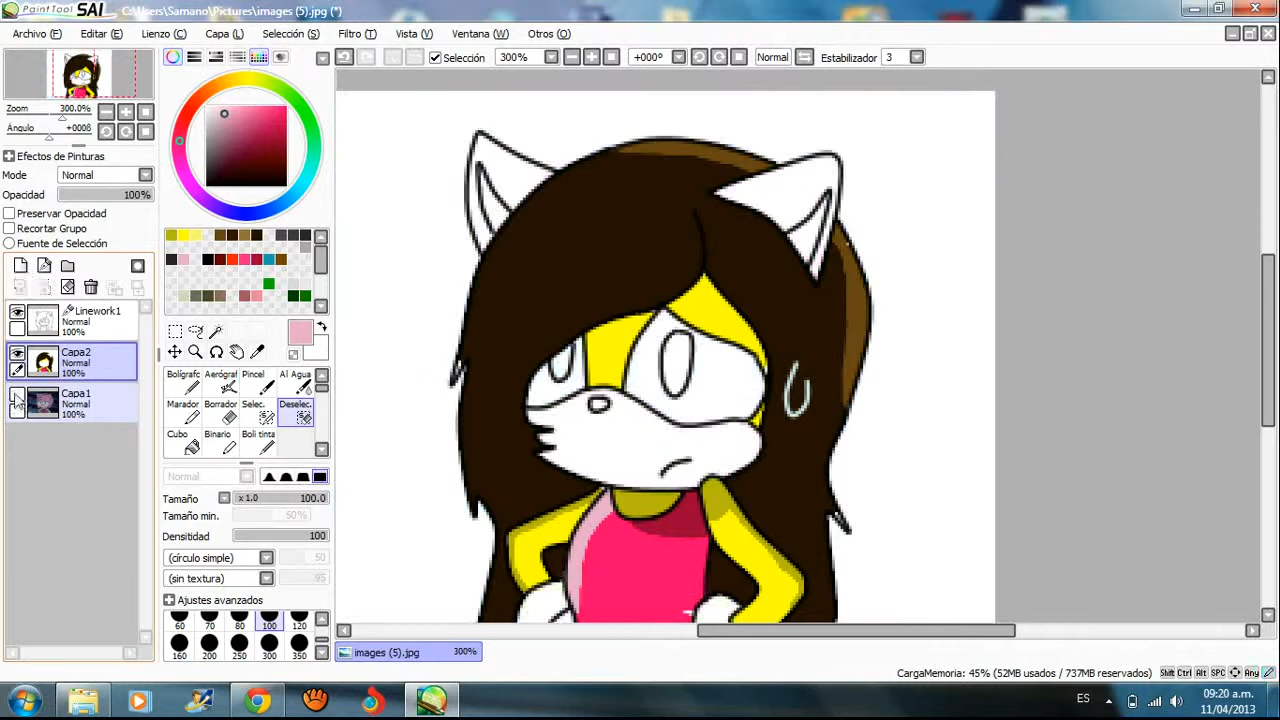 PaintTool SAI C:\Users\Samano\Pictures\images (5).jpg (*)
Archivo (F) Editar (E) Lienzo (C) Capa (L) Selección (S) Filtro (T) Vista (V) Ventana (W) Otros (O)
Selección 300% +000º Normal Estabilizador 3
Zoom 300.0%
Ángulo +000ß
Efectos de Pinturas
Mode Normal
Opacidad 100%
Preservar Opacidad
Recortar Grupo
Fuente de Selección
Linework1
Normal
100%
Capa2
Normal
100%
Capa1
Normal
100%
Bolígrafo Aerógraf Pincel Al Agua
Marador Borrador Selec. Deselec.
Cubo Binario Boli tinta
Normal
Tamaño x 1.0 100.0
Tamaño min. 50%
Densitidad 100
(círculo simple) 50
(sin textura) 95
Ajustes avanzados
60 70 80 100 120
160 200 250 300 350
images (5).jpg 300%
CargaMemoria: 45% (52MB usados / 737MB reservados) Shift Ctrl Alt SPC Any
ES 09:20 a.m.
11/04/2013